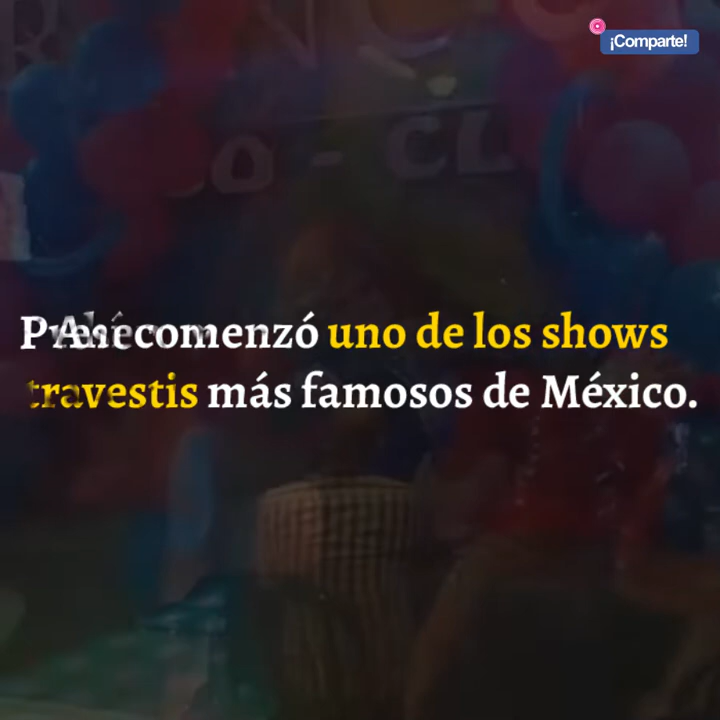 ¡Comparte!
comenzó uno de los shows
travestis más famosos de México.